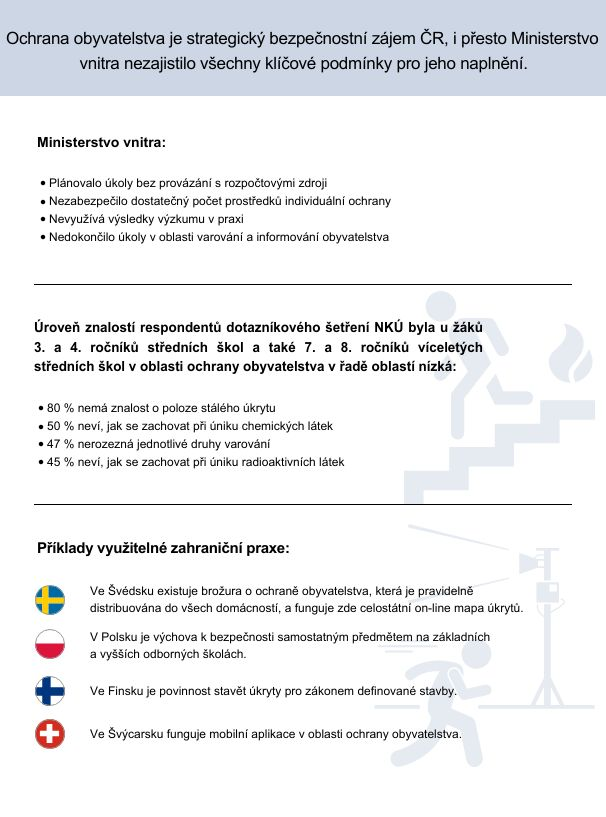 Ochrana obyvatelstva je strategický bezpečnostní zájem ČR, i přesto Ministerstvo
vnitra nezajistilo všechny klíčové podmínky pro jeho naplnění.
Ministerstvo vnitra:
• Plánovalo úkoly bez provázání s rozpočtovými zdroji
• Nezabezpečilo dostatečný počet prostředků individuální ochrany
• Nevyužívá výsledky výzkumu v praxi
• Nedokončilo úkoly v oblasti varování a informování obyvatelstva
Úroveň znalostí respondentů dotazníkového šetření NKÚ byla u žáků
3. a 4. ročníků středních škol a také 7. a 8. ročníků víceletých
středních škol v oblasti ochrany obyvatelstva v řadě oblastí nízká:
• 80 % nemá znalost o poloze stálého úkrytu
• 50 % neví, jak se zachovat při úniku chemických látek
• 47 % nerozezná jednotlivé druhy varování
• 45 % neví, jak se zachovat při úniku radioaktivních látek
Příklady využitelné zahraniční praxe:
Ve Švédsku existuje brožura o ochraně obyvatelstva, která je pravidelně
distribuována do všech domácností, a funguje zde celostátní on-line mapa úkrytů.
V Polsku je výchova k bezpečnosti samostatným předmětem na základních
a vyšších odborných školách.
Ve Finsku je povinnost stavět úkryty pro zákonem definované stavby.
Ve Švýcarsku funguje mobilní aplikace v oblasti ochrany obyvatelstva.